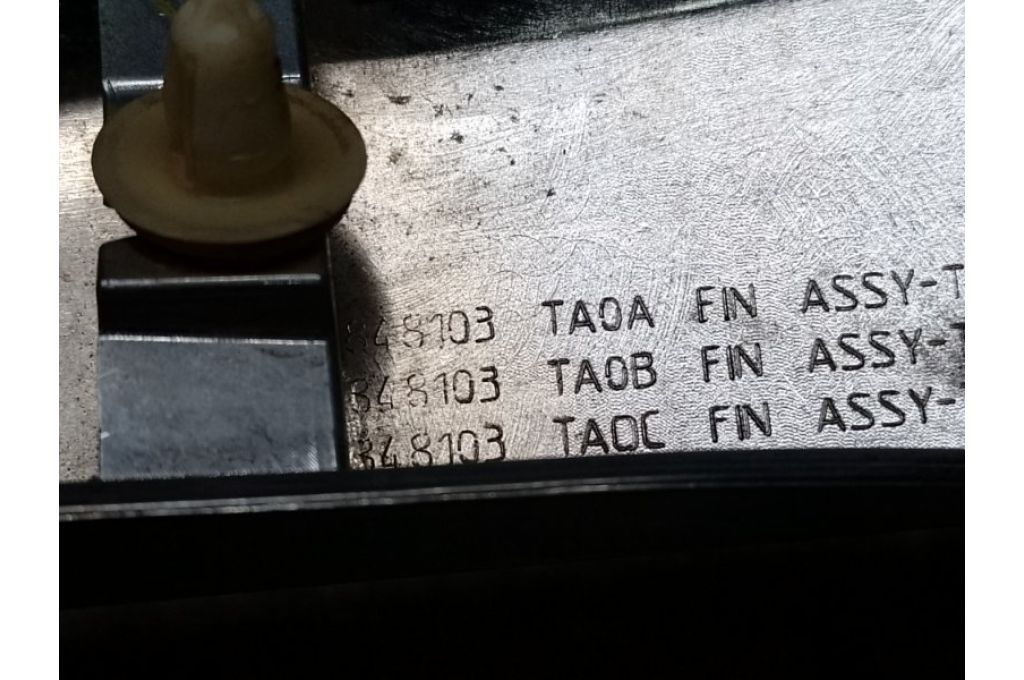 848103 TA0A FIN ASSY-T
848103 TA0B FIN ASSY-T
848103 TA0C FIN ASSY-